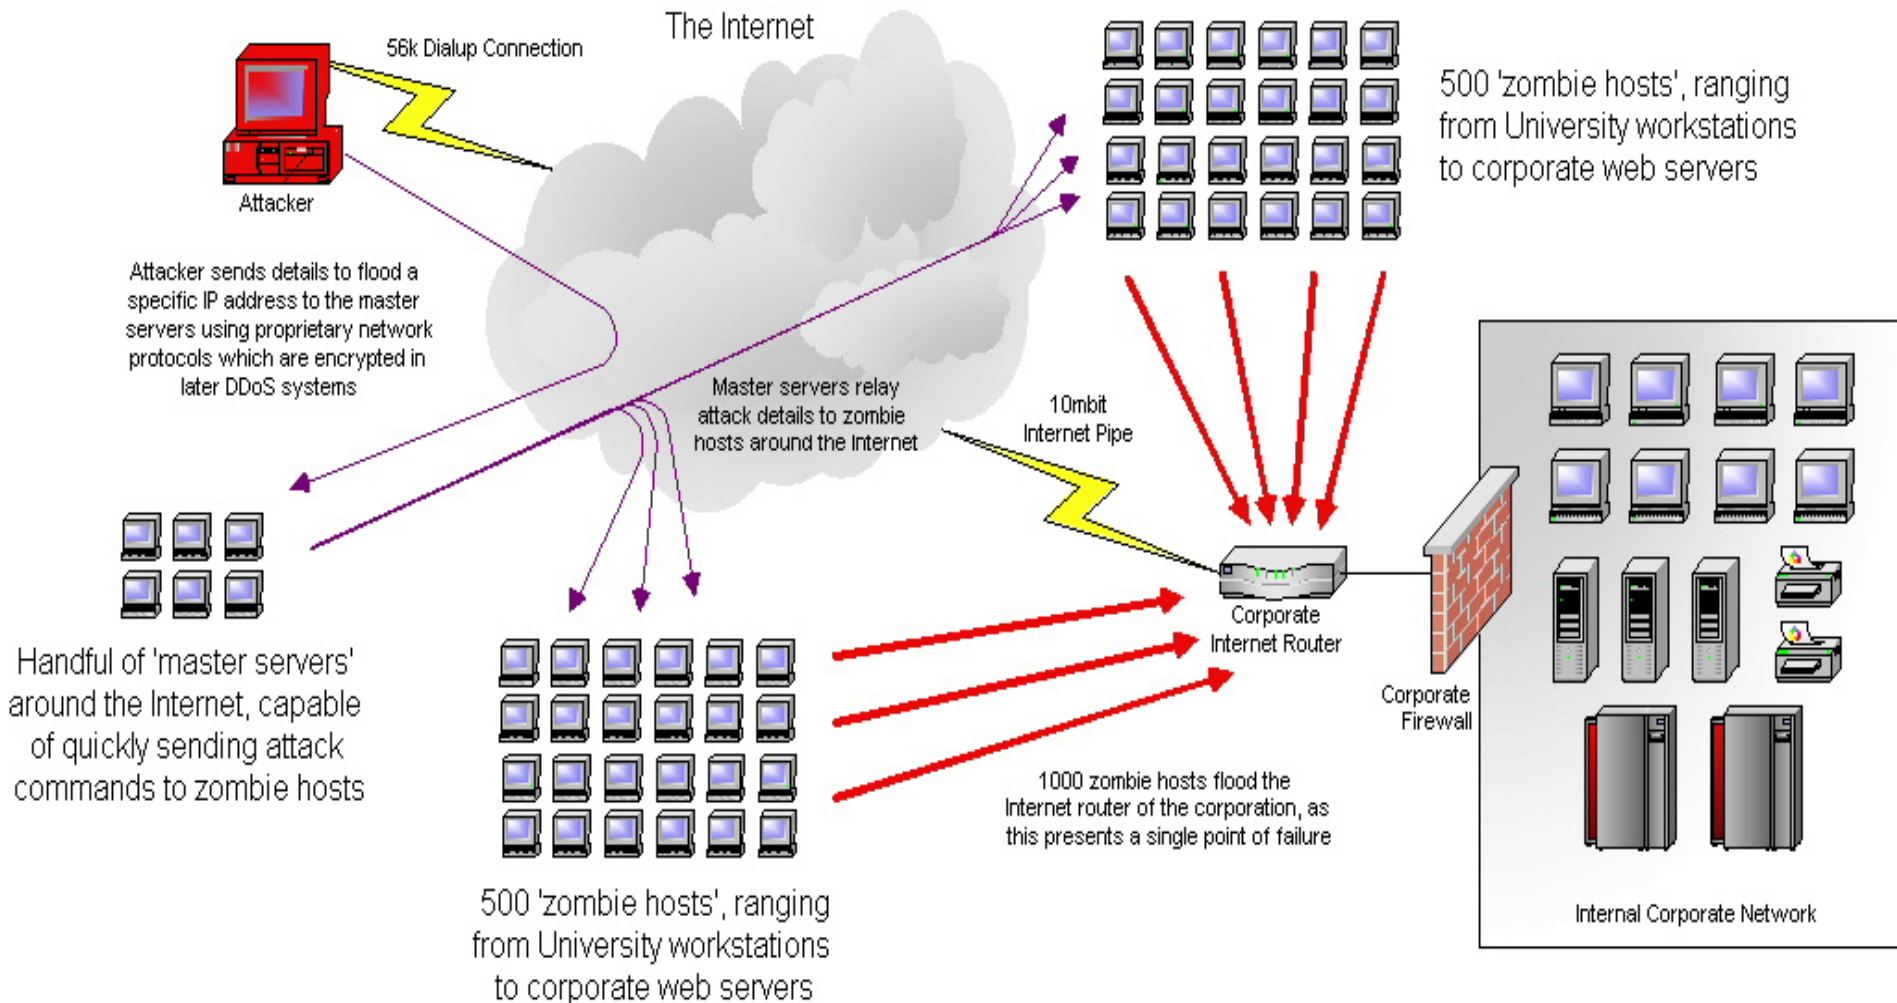 The Internet
56k Dialup Connection
Attacker
500 'zombie hosts', ranging
from University workstations
to corporate web servers
Attacker sends details to flood a
specific IP address to the master
servers using proprietary network
protocols which are encrypted in
later DDoS systems
Master servers relay
attack details to zombie
hosts around the Internet
10mbit
Internet Pipe
Corporate
Internet Router
Corporate
Firewall
Handful of 'master servers'
around the Internet, capable
of quickly sending attack
commands to zombie hosts
1000 zombie hosts flood the
Internet router of the corporation, as
this presents a single point of failure
500 'zombie hosts', ranging
from University workstations
to corporate web servers
Internal Corporate Network